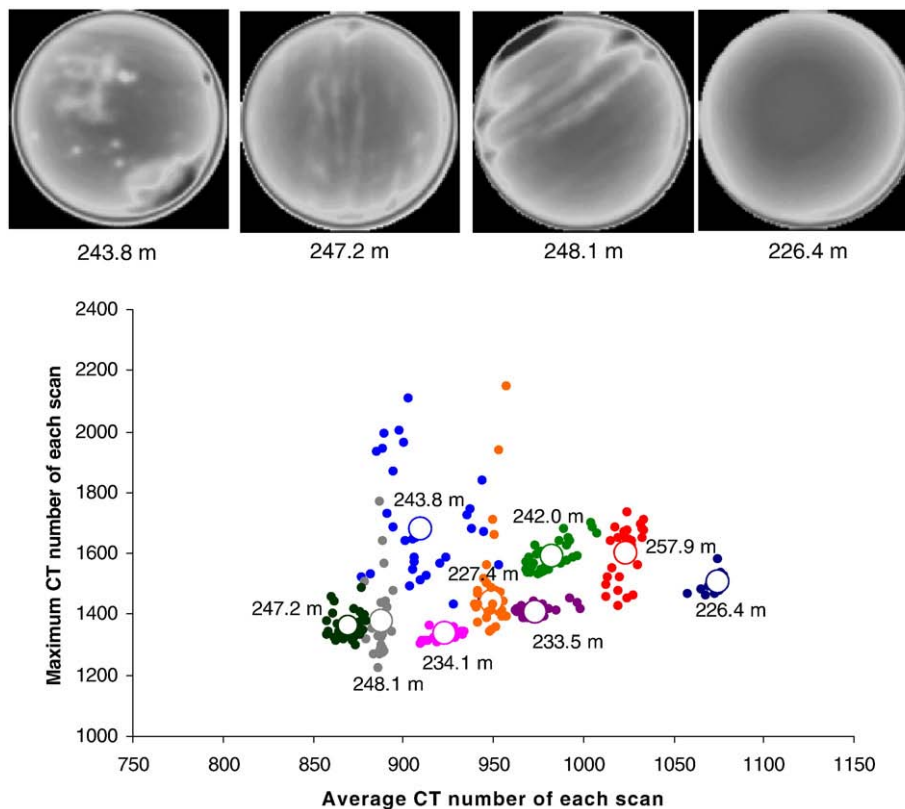 243.8 m 247.2 m 248.1 m 226.4 m
2400
2200
2000
1800
1600
1400
1200
1000
Maximum CT number of each scan
243.8 m
242.0 m
257.9 m
227.4 m
226.4 m
247.2 m
233.5 m
234.1 m
248.1 m
750 800 850 900 950 1000 1050 1100 1150
Average CT number of each scan